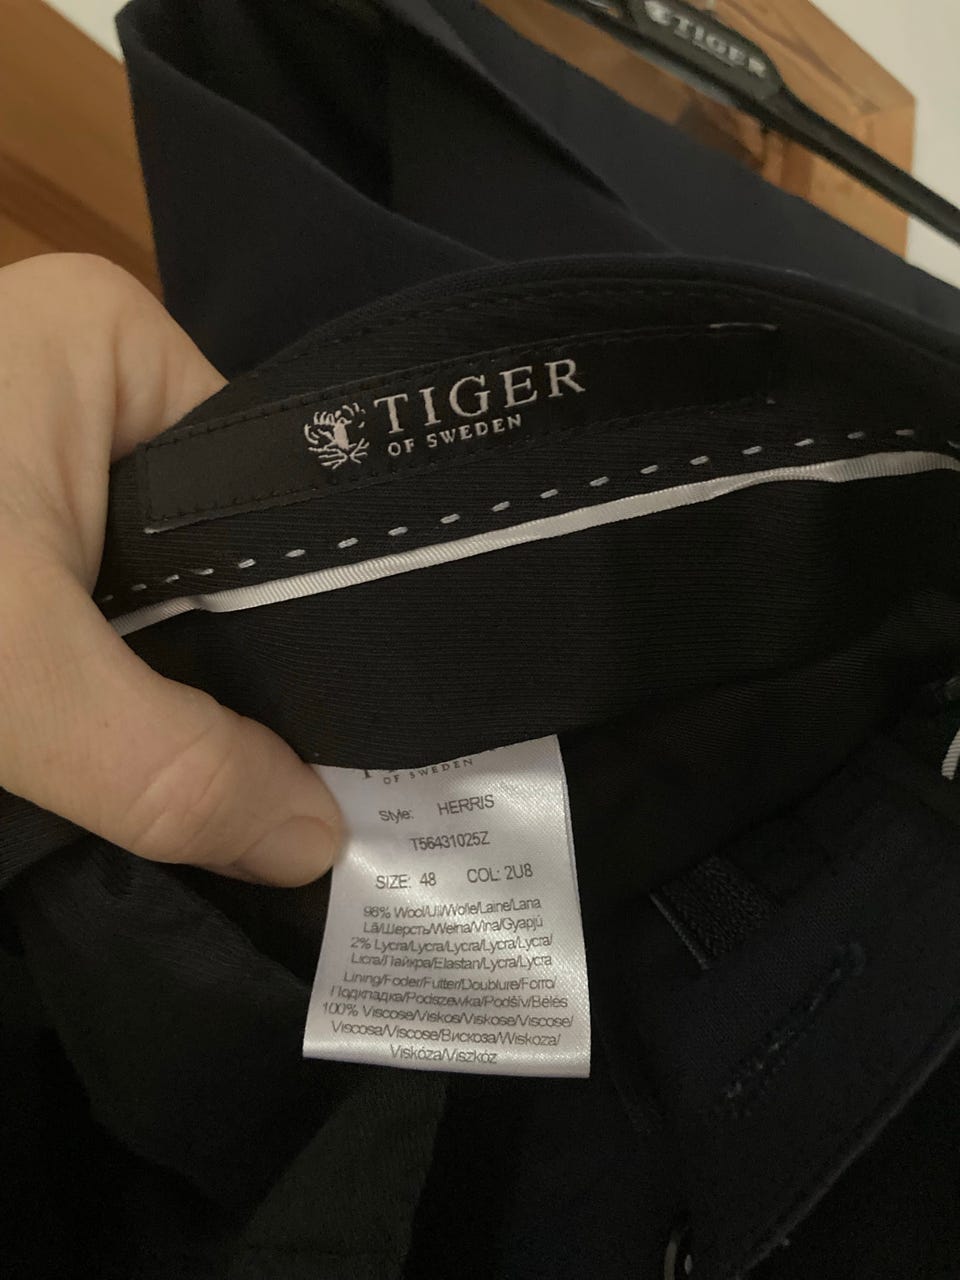 TIGER
TIGER
OF SWEDEN
OF SWEDEN
Style: HERRIS
T56431025Z
SIZE: 48 COL: 2U8
98% Wool/Ull/Wolle/Laine/Lana
Lã/Шерсть/Wełna/Vlna/Gyapjú
2% Lycra/Lycra/Lycra/Lycra/Lycra/
Licra/Лайкра/Elastan/Lycra/Lycra
Lining/Foder/Futter/Doublure/Forro/
Подкладка/Podszewka/Podšív/Bélés
100% Viscose/Viskos/Viskose/Viscose/
Viscosa/Viscose/Вискоза/Wiskoza/
Viskóza/Viszkóz